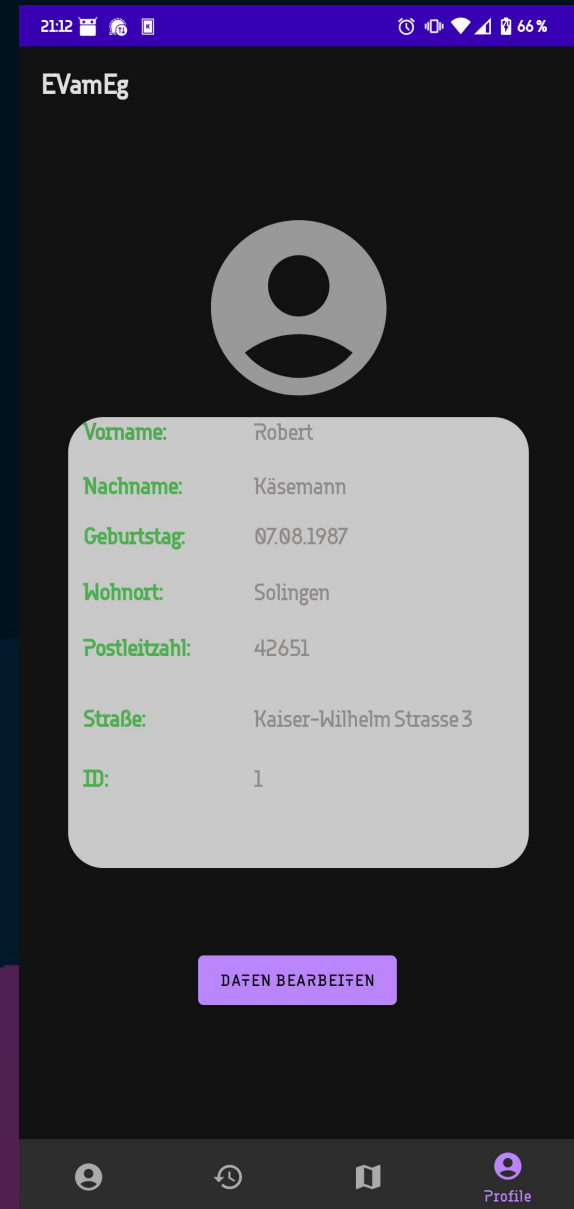 21:12 66 %
EVamEg
Vorname: Robert
Nachname: Käsemann
Geburtstag: 07.08.1987
Wohnort: Solingen
Postleitzahl: 42651
Straße: Kaiser-Wilhelm Strasse 3
ID: 1
DATEN BEARBEITEN
Profile